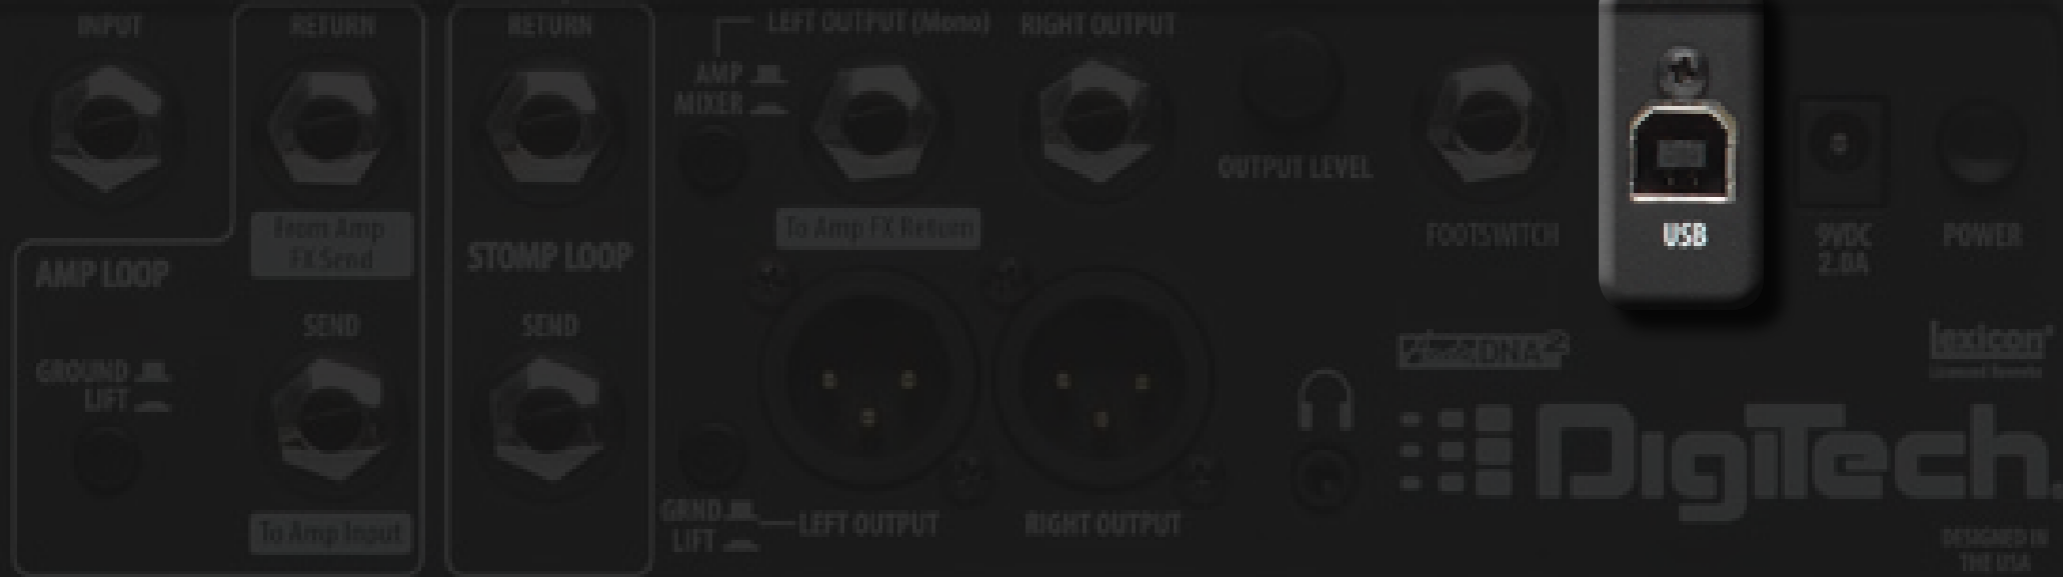 INPUT
RETURN
RETURN
LEFT OUTPUT (Mono)
RIGHT OUTPUT
AMP
MIXER
OUTPUT LEVEL
FOOTSWITCH
USB
9VDC
2.0A
POWER
From Amp
FX Send
To Amp FX Return
AMP LOOP
STOMP LOOP
SEND
SEND
GROUND
LIFT
AudioDNA2
lexicon
DigiTech
To Amp Input
GRND
LIFT
LEFT OUTPUT
RIGHT OUTPUT
DESIGNED IN
THE USA